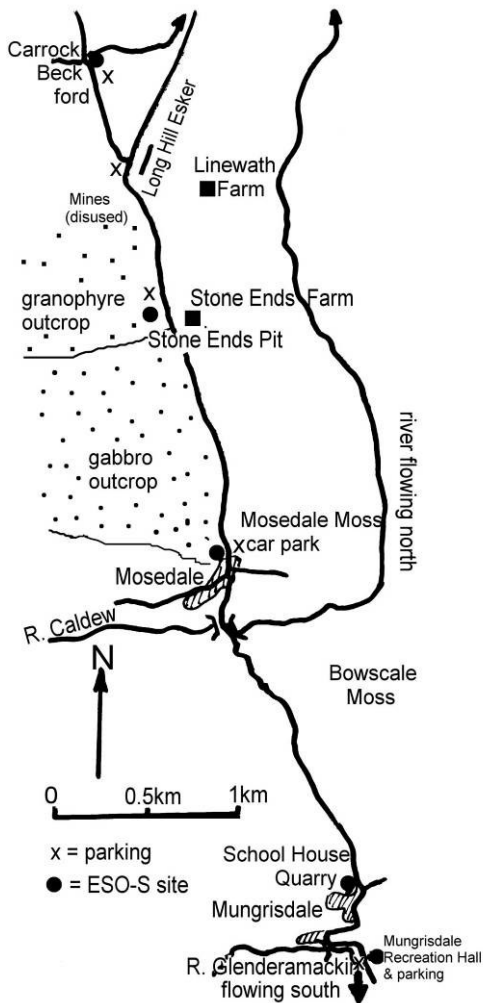 Carrock
Beck
ford
x
x
Long Hill Esker
Linewath
Farm
Mines
(disused)
x
granophyre
outcrop
Stone Ends Farm
Stone Ends Pit
gabbro
outcrop
river flowing north
Mosedale Moss
x car park
Mosedale
R. Caldew
N
Bowscale
Moss
0 0.5km 1km
x = parking
● = ESO-S site
School House
Quarry
Mungrisdale
Mungrisdale
Recreation Hall
& parking
x
R. Glenderamackin
flowing south